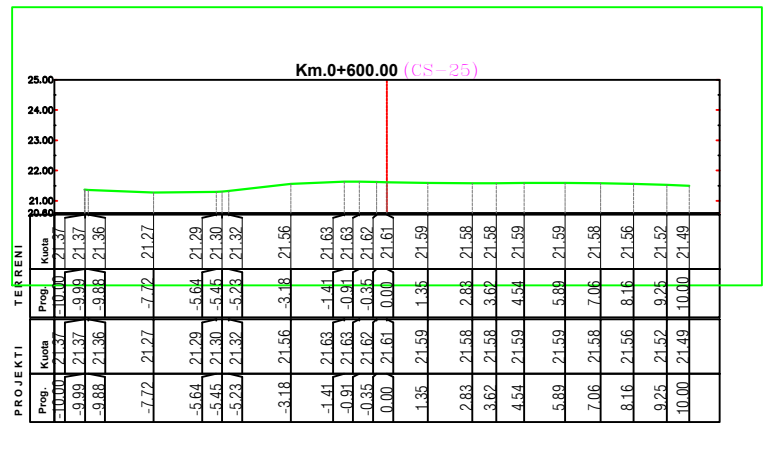 Km.0+600.00 (CS-25)
25.00
24.00
23.00
22.00
21.00
20.60
TERRENI
Kuota 21.37 21.37 21.36 21.27 21.29 21.30 21.32 21.56 21.63 21.63 21.62 21.61 21.59 21.58 21.58 21.59 21.59 21.58 21.56 21.52 21.49
Prog. -10.00 -9.99 -9.88 -7.72 -5.64 -5.45 -5.23 -3.18 -1.41 -0.91 -0.35 0.00 1.35 2.83 3.62 4.54 5.89 7.06 8.16 9.25 10.00
PROJEKTI
Kuota 21.37 21.37 21.36 21.27 21.29 21.30 21.32 21.56 21.63 21.63 21.62 21.61 21.59 21.58 21.58 21.59 21.59 21.58 21.56 21.52 21.49
Prog. -10.00 -9.99 -9.88 -7.72 -5.64 -5.45 -5.23 -3.18 -1.41 -0.91 -0.35 0.00 1.35 2.83 3.62 4.54 5.89 7.06 8.16 9.25 10.00